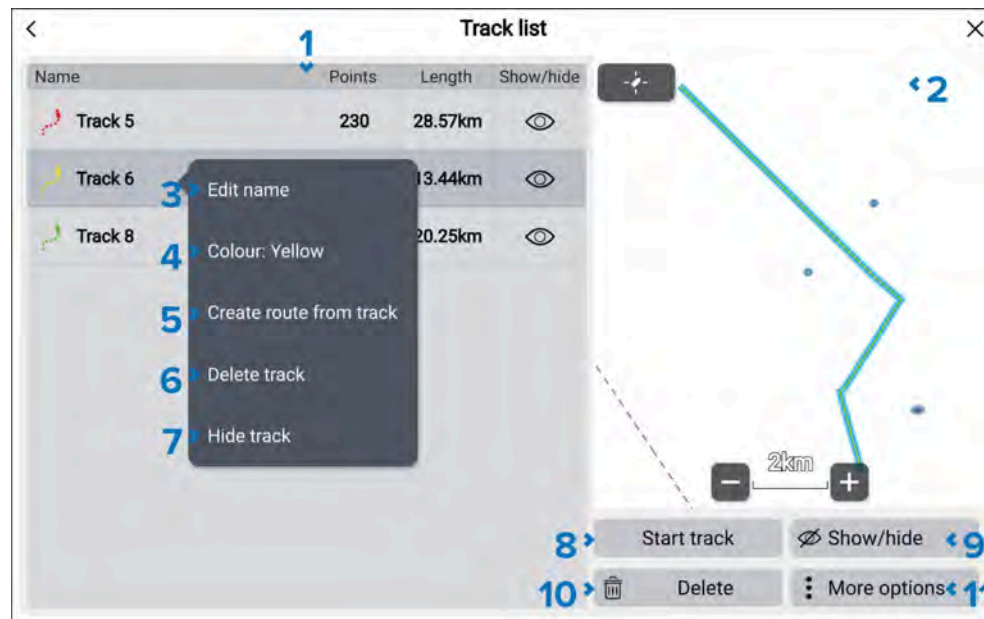 Track list
1
Name Points Length Show/hide
2
Track 5 230 28.57km
Track 6 13.44km
3 Edit name
Track 8 20.25km
4 Colour: Yellow
5 Create route from track
6 Delete track
7 Hide track
2km
8 Start track Show/hide 9
10 Delete More options